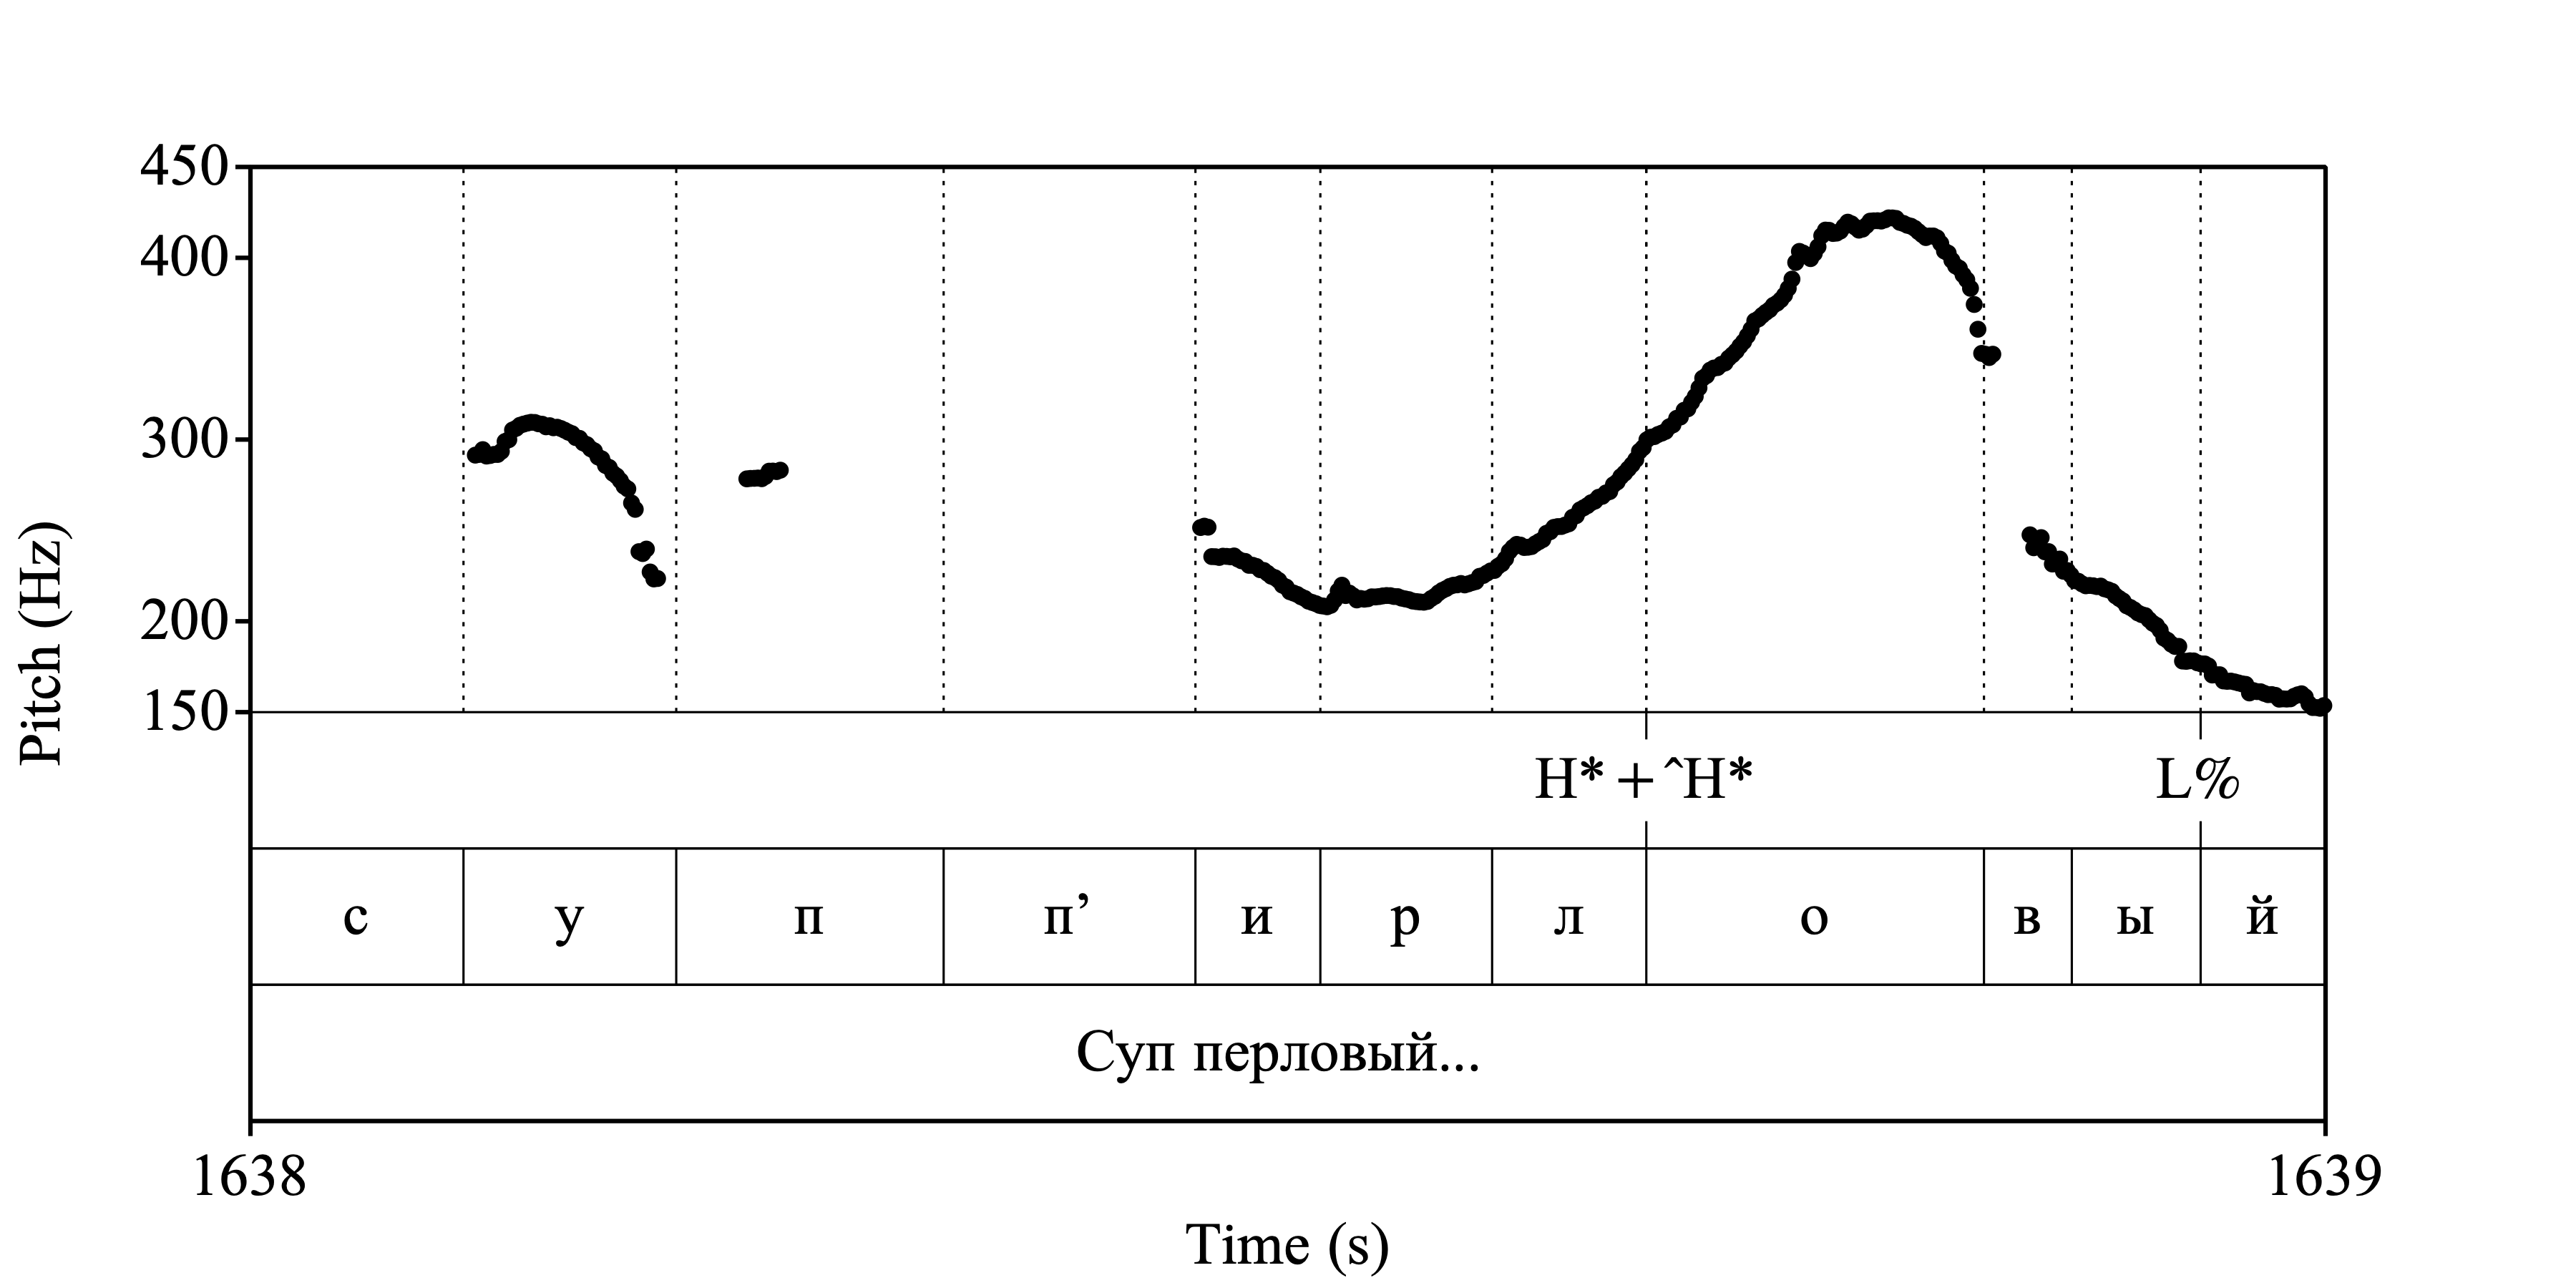 450
400
300
200
150
Pitch (Hz)
H* + ^H* L%
с у п п’ и р л о в ы й
Суп перловый...
1638 1639
Time (s)